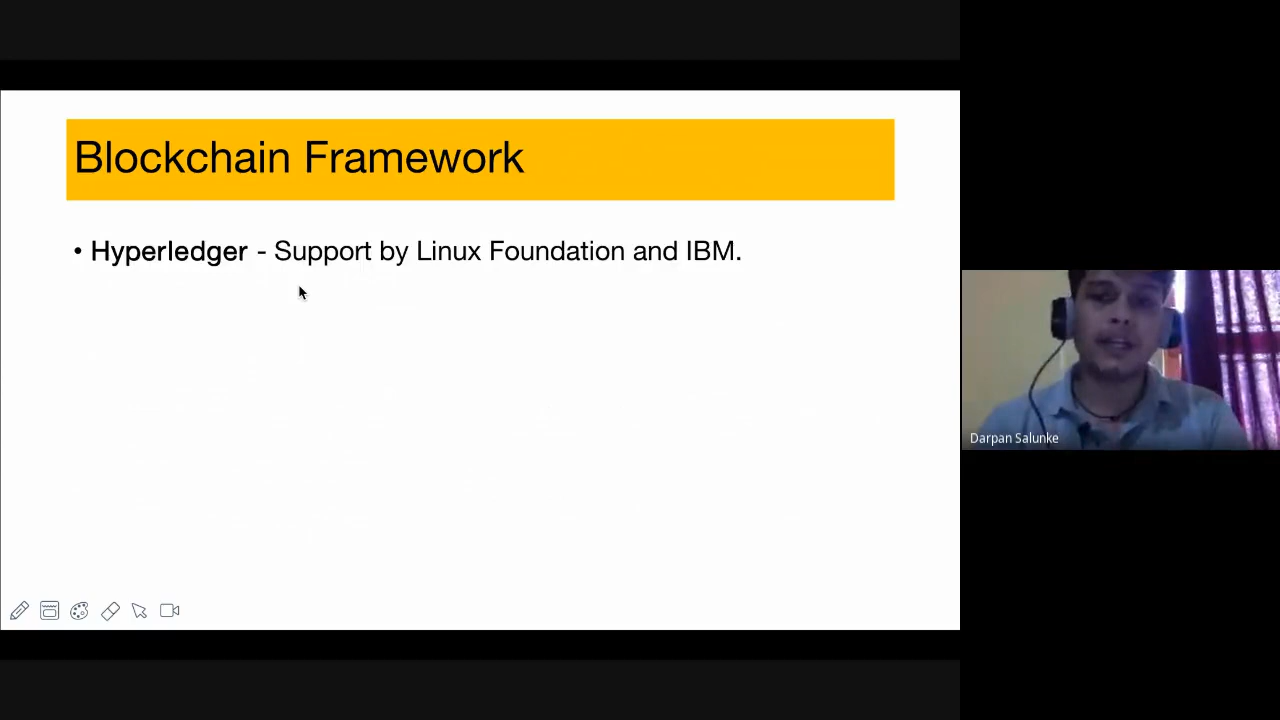 Blockchain Framework
• Hyperledger - Support by Linux Foundation and IBM.
Darpan Salunke